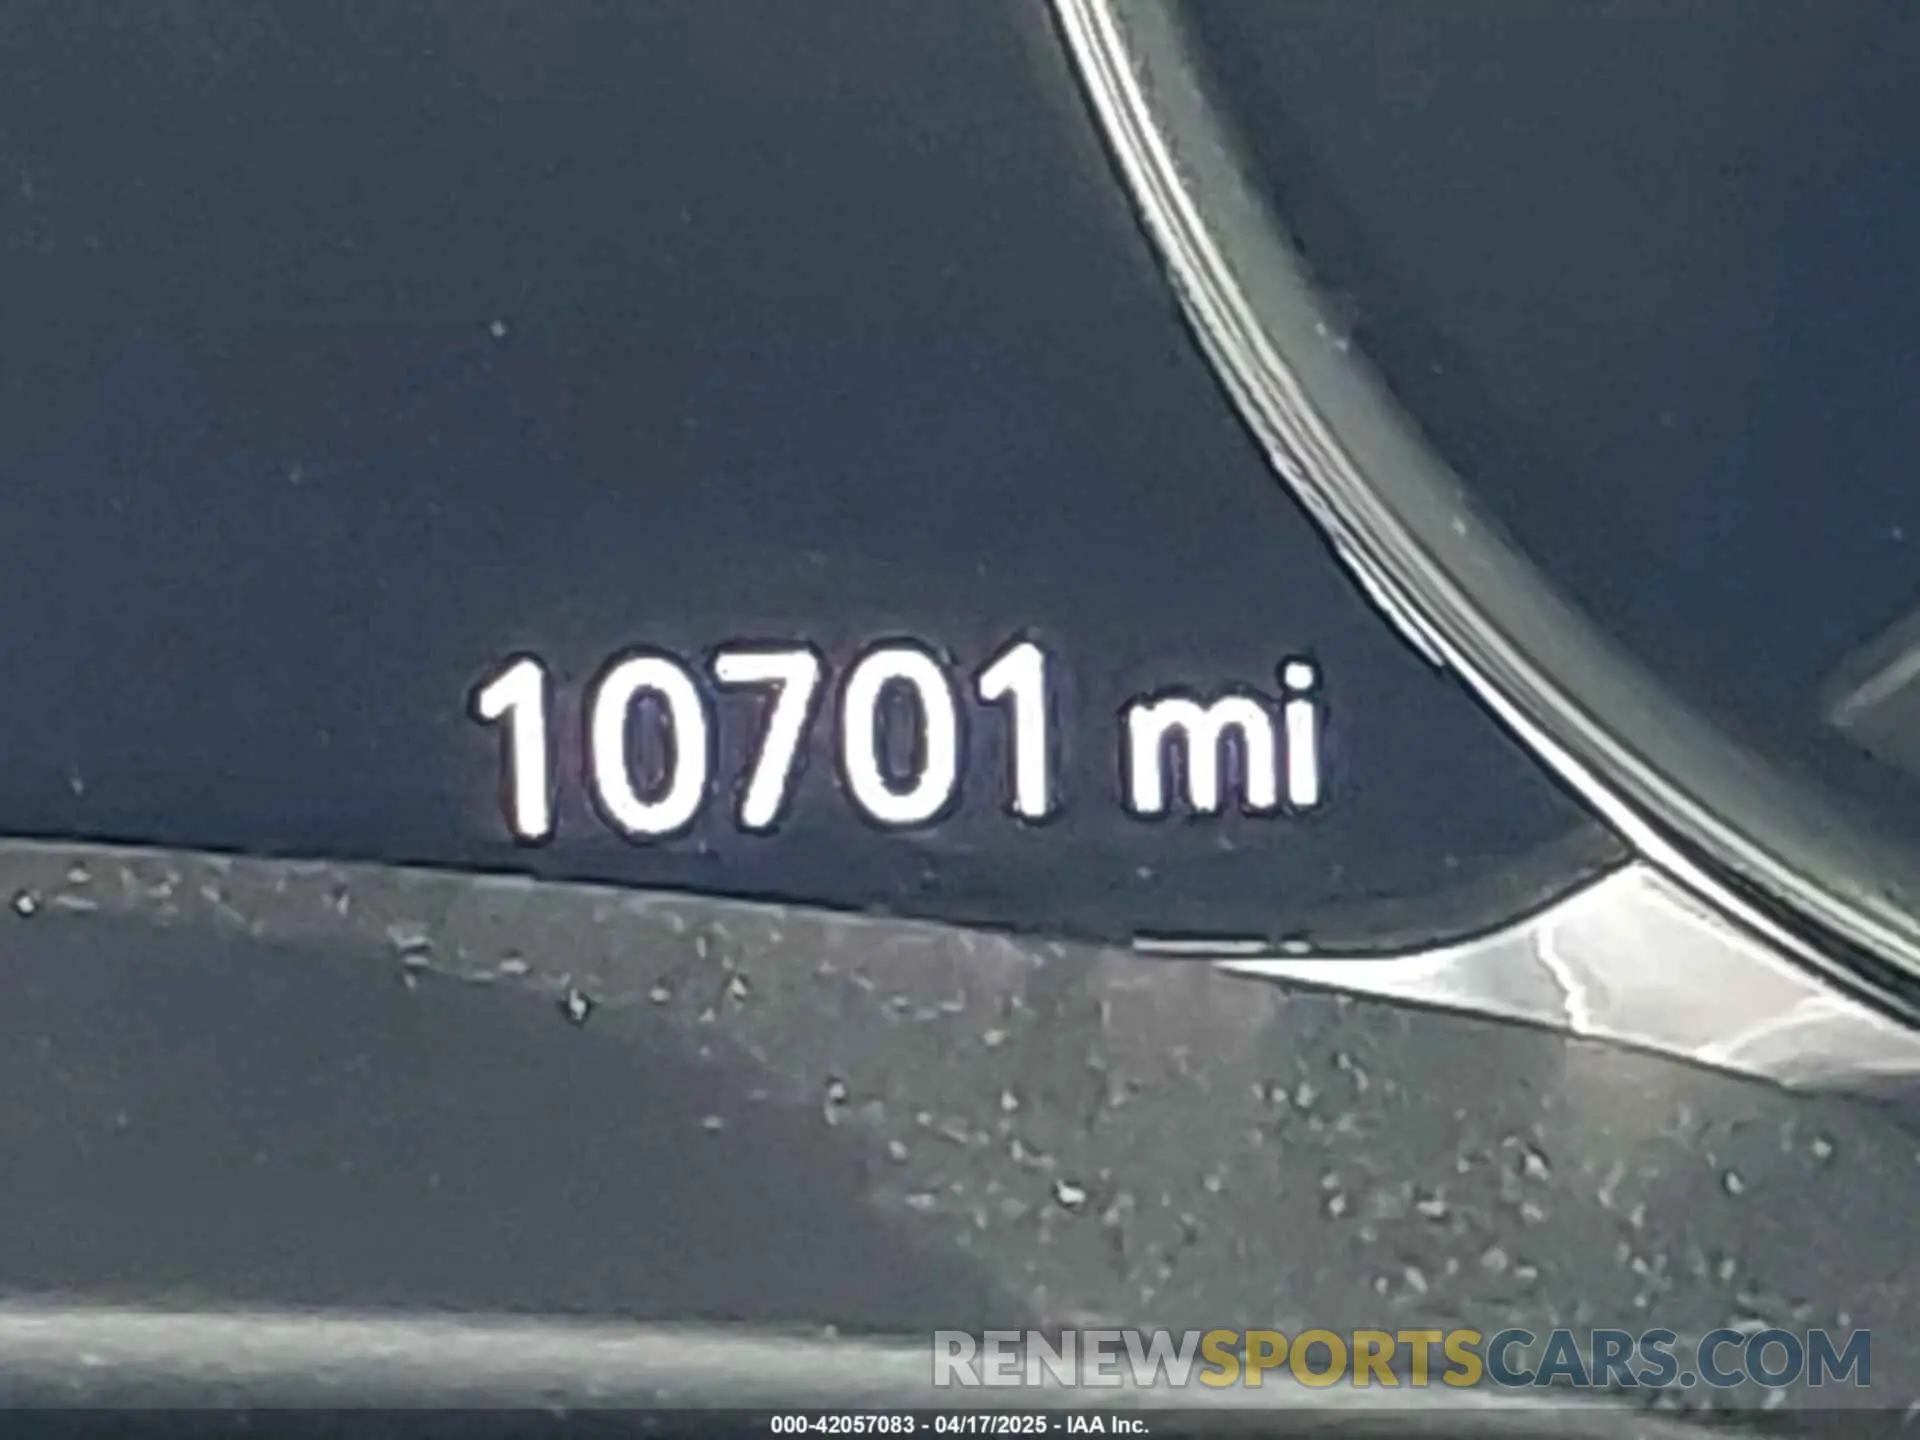 10701 mi
RENEWSPORTSCARS.COM
000-42057083 - 04/17/2025 - IAA Inc.